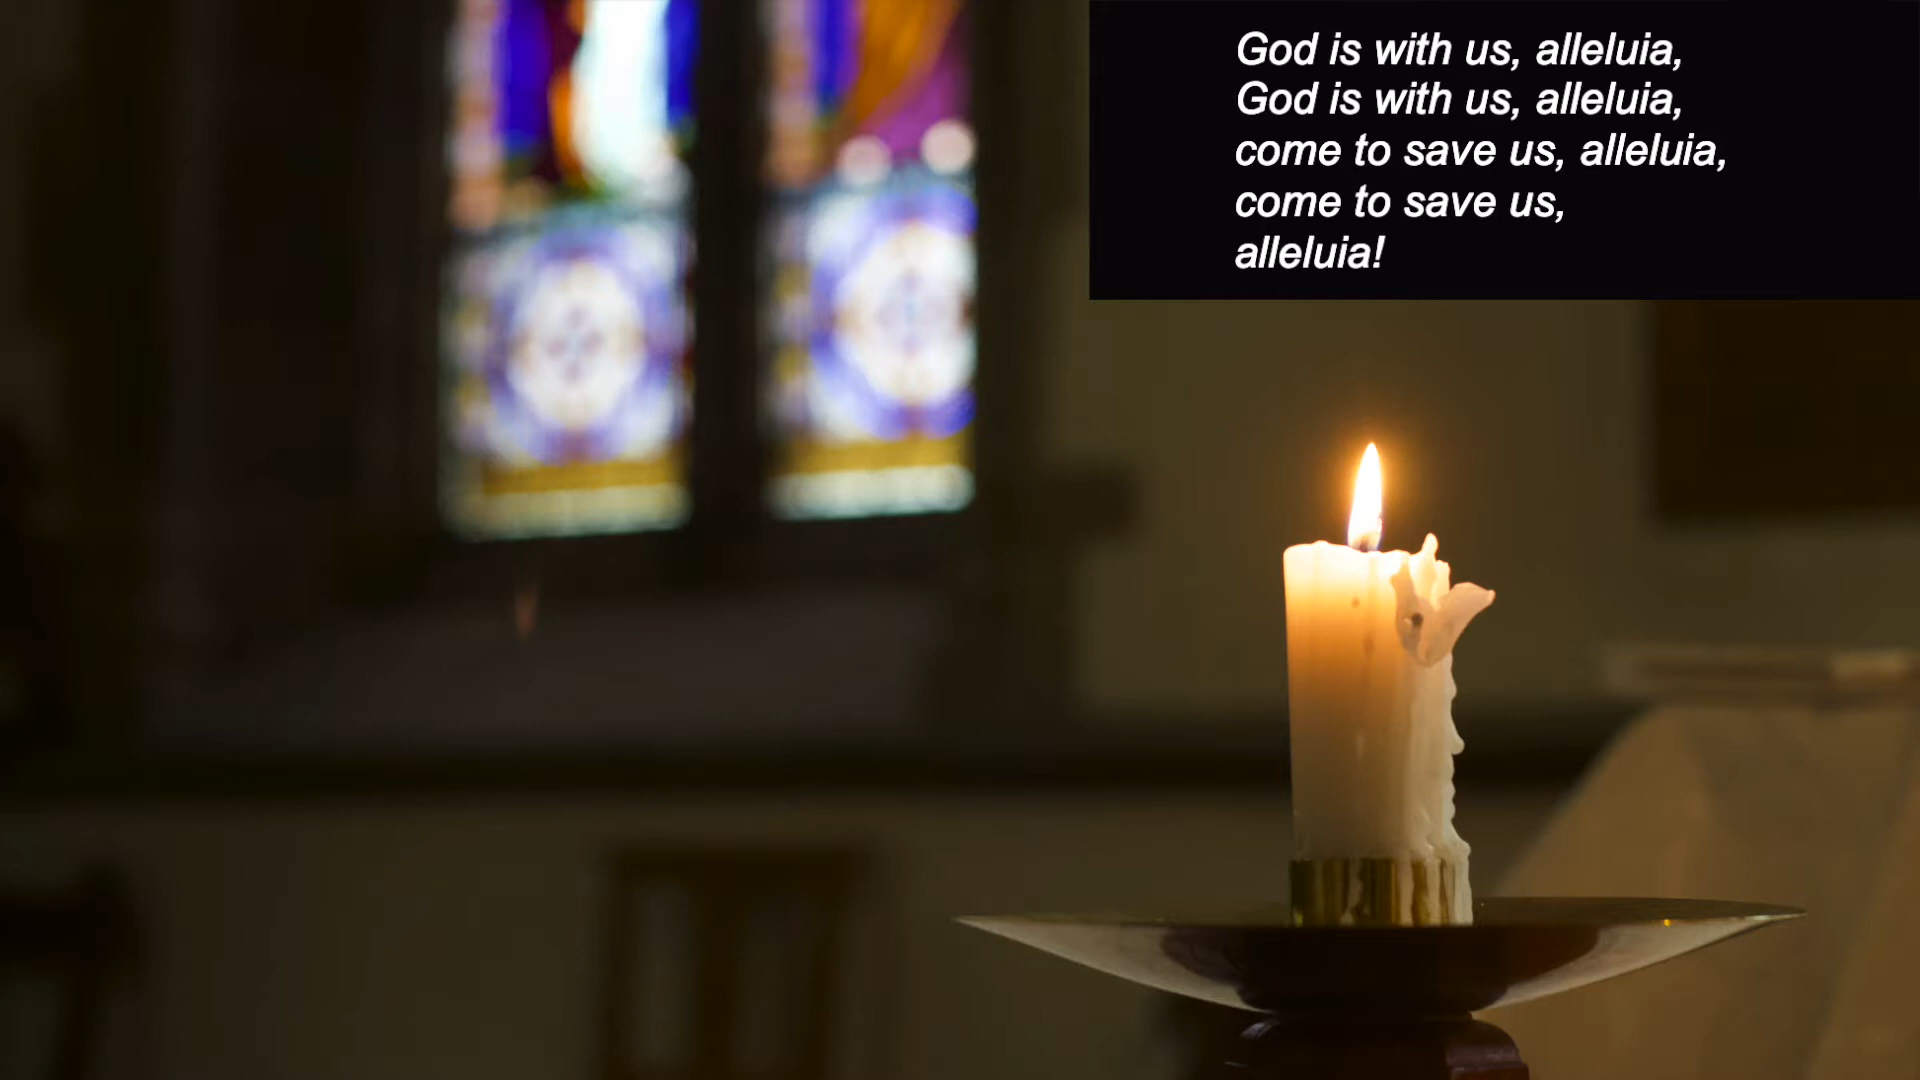 God is with us, alleluia,
God is with us, alleluia,
come to save us, alleluia,
come to save us,
alleluia!